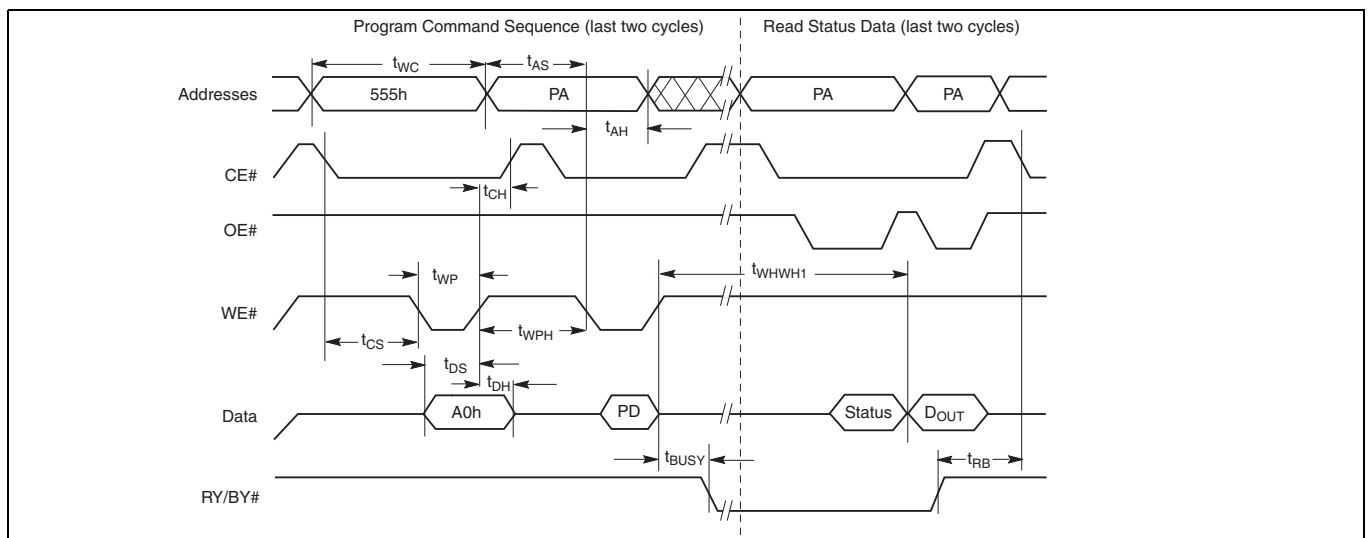 Program Command Sequence (last two cycles) Read Status Data (last two cycles)
tWC tAS
Addresses 555h PA PA PA
tAH
CE#
tCH
OE#
tWP tWHWH1
WE#
tCS tWPH
tDS
tDH
Data A0h PD Status DOUT
tBUSY tRB
RY/BY#